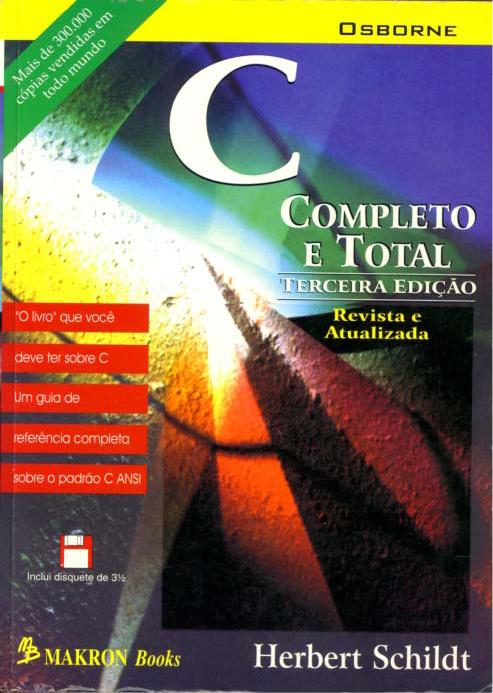 Mais de 300.000
cópias vendidas em
todo mundo
OSBORNE
C
COMPLETO
E TOTAL
TERCEIRA EDIÇÃO
Revista e
Atualizada
"O livro" que você
deve ter sobre C
Um guia de
referência completa
sobre o padrão C ANSI
Inclui disquete de 3½
MB MAKRON Books
Herbert Schildt